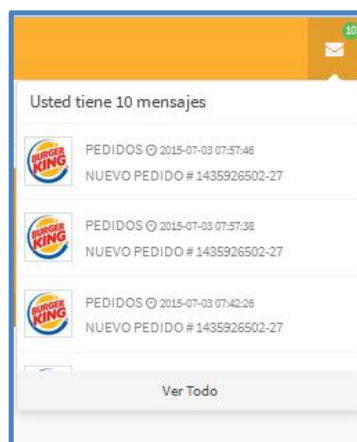 10
Usted tiene 10 mensajes
BURGER
KING
PEDIDOS 2015-07-03 07:57:46
NUEVO PEDIDO # 1435926502-27
BURGER
KING
PEDIDOS 2015-07-03 07:57:38
NUEVO PEDIDO # 1435926502-27
BURGER
KING
PEDIDOS 2015-07-03 07:42:26
NUEVO PEDIDO # 1435926502-27
Ver Todo